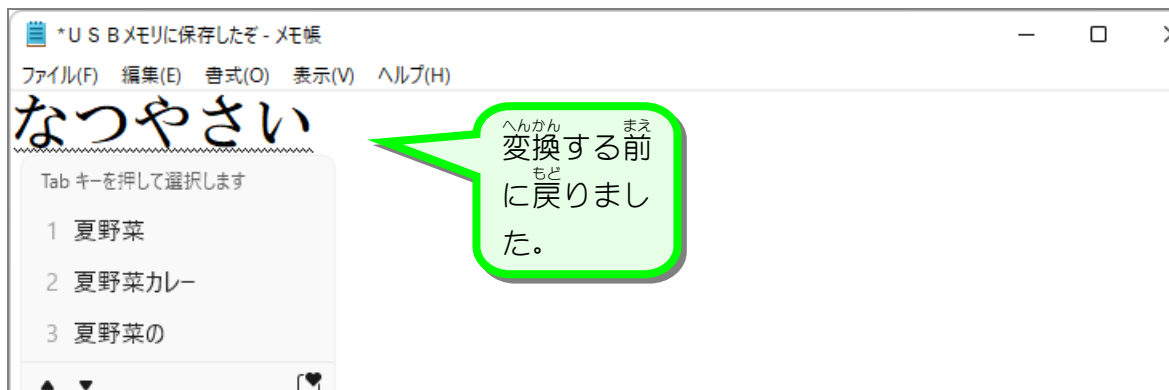 *ＵＳＢメモリに保存したぞ - メモ帳
ファイル(F) 編集(E) 書式(O) 表示(V) ヘルプ(H)
なつやさい
Tab キーを押して選択します
1 夏野菜
2 夏野菜カレー
3 夏野菜の
へんかん まえ
変換する前
もど
に戻りまし
た。